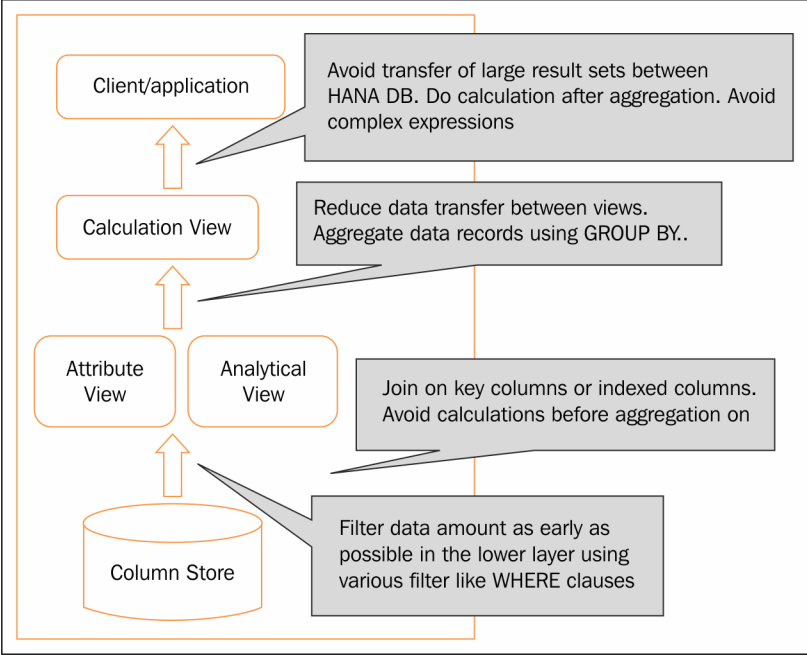 Client/application
Avoid transfer of large result sets between
HANA DB. Do calculation after aggregation. Avoid
complex expressions
Calculation View
Reduce data transfer between views.
Aggregate data records using GROUP BY..
Attribute
View
Analytical
View
Join on key columns or indexed columns.
Avoid calculations before aggregation on
Column Store
Filter data amount as early as
possible in the lower layer using
various filter like WHERE clauses